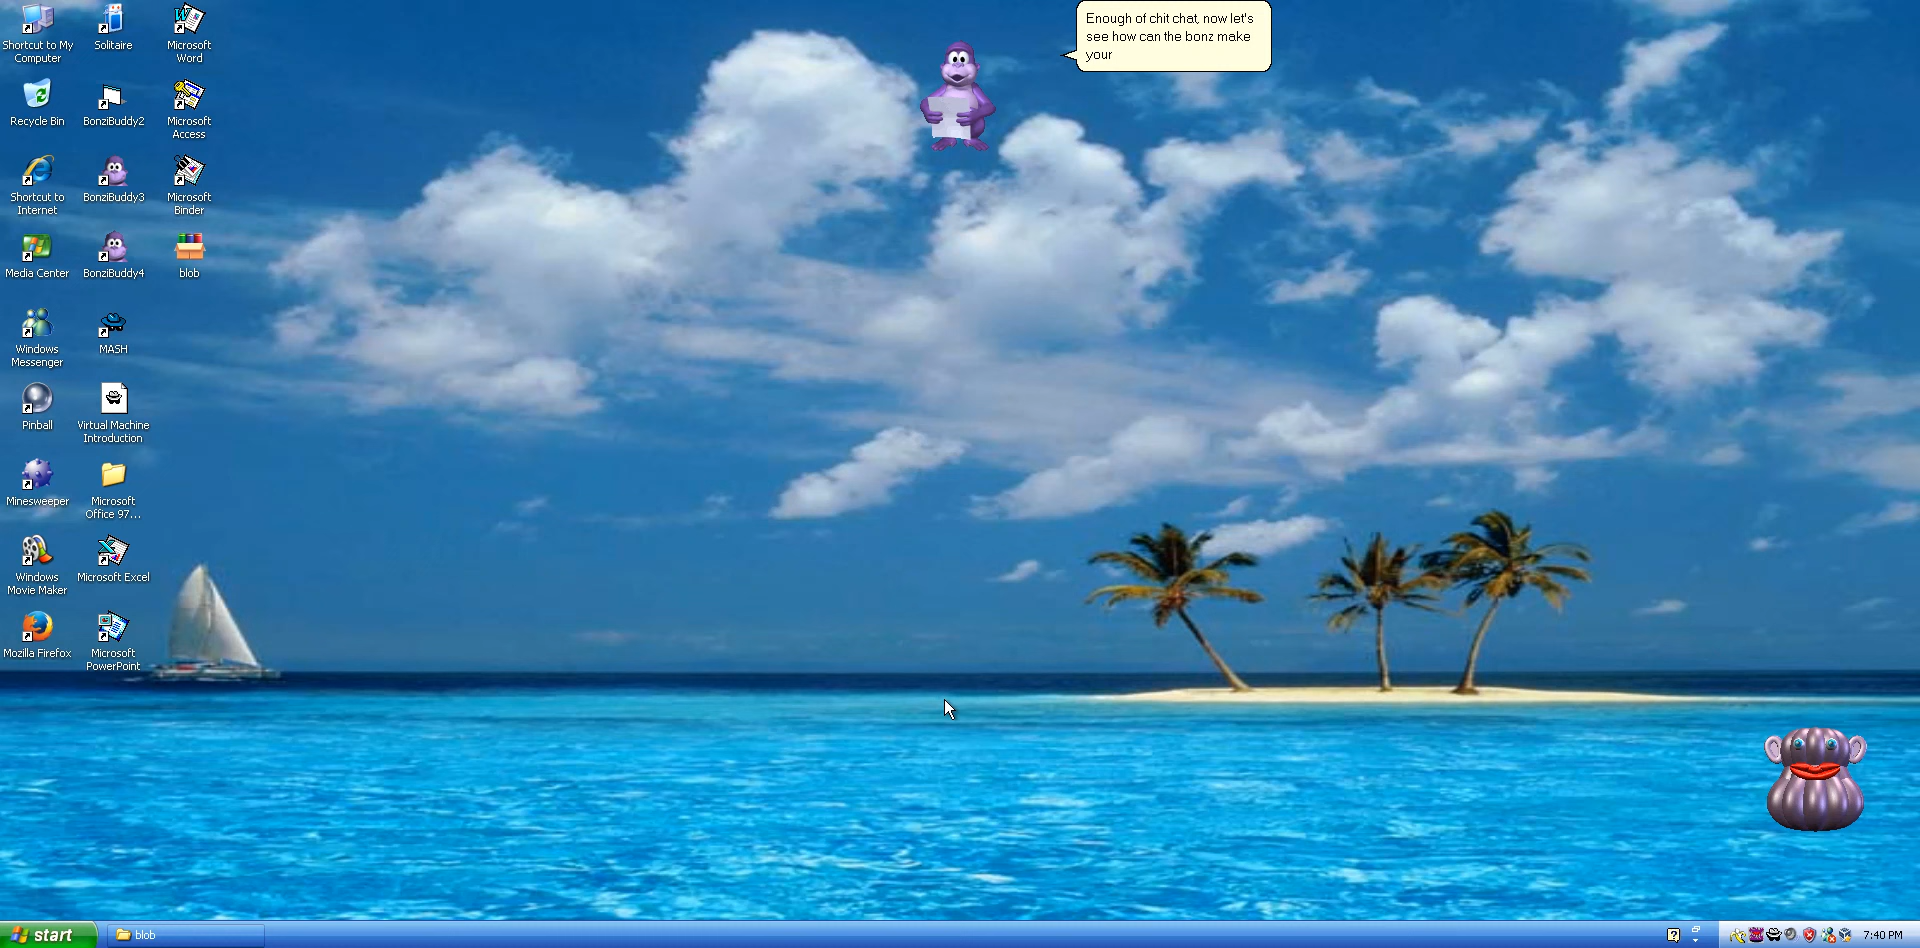 Enough of chit chat, now let's
see how can the bonz make
your
Shortcut to My
Computer
Solitaire
Microsoft
Word
Recycle Bin
BonziBuddy2
Microsoft
Access
Shortcut to
Internet
BonziBuddy3
Microsoft
Binder
Media Center
BonziBuddy4
blob
Windows
Messenger
MASH
Pinball
Virtual Machine
Introduction
Minesweeper
Microsoft
Office 97...
Windows
Movie Maker
Microsoft Excel
Mozilla Firefox
Microsoft
PowerPoint
start
blob
7:40 PM